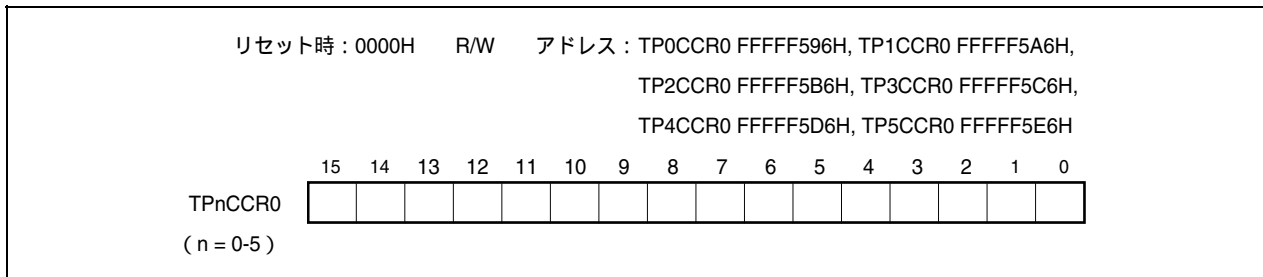 リセット時：0000H　　R/W　　アドレス：TP0CCR0 FFFFF596H, TP1CCR0 FFFFF5A6H,
TP2CCR0 FFFFF5B6H, TP3CCR0 FFFFF5C6H,
TP4CCR0 FFFFF5D6H, TP5CCR0 FFFFF5E6H
15 14 13 12 11 10 9 8 7 6 5 4 3 2 1 0
TPnCCR0
（n = 0-5）